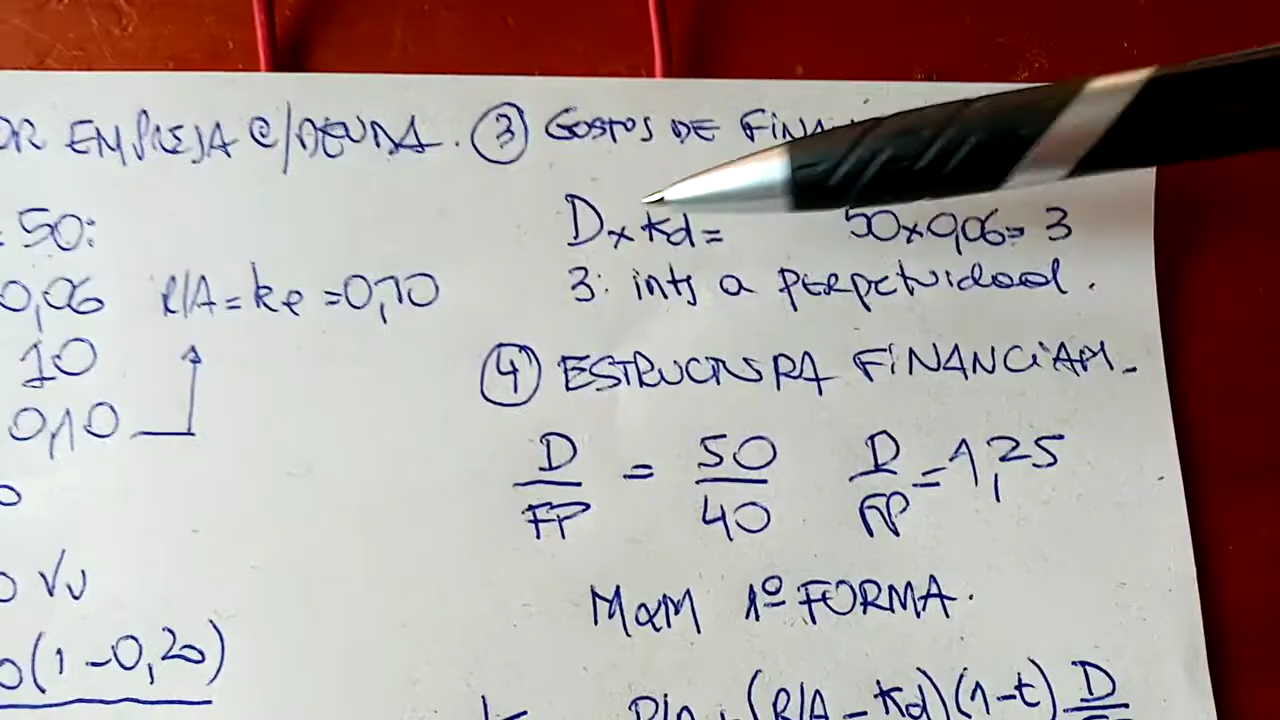 OR EMPRESA C/DEUDA. ③ COSTOS DE FINA
= 50:
D x Kd = 50x0,06= 3
0,06 R/A = ke = 0,10
3: ints a perpetuidad.
10
④ ESTRUCTURA FINANCIAM.
0,10
D/FP = 50/40 D/FP = 1,25
0 VU
M&M 1º FORMA.
0(1-0,20)
(R/A - Kd)(1-t) D